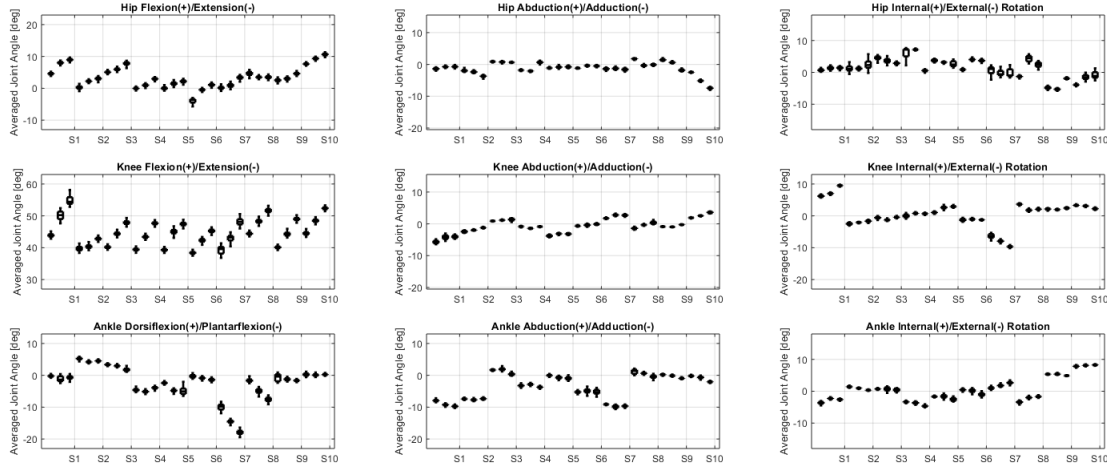 Hip Flexion(+)/Extension(-)
Averaged Joint Angle [deg]
20
10
0
-10
S1 S2 S3 S4 S5 S6 S7 S8 S9 S10
Hip Abduction(+)/Adduction(-)
Averaged Joint Angle [deg]
10
0
-10
-20
S1 S2 S3 S4 S5 S6 S7 S8 S9 S10
Hip Internal(+)/External(-) Rotation
Averaged Joint Angle [deg]
10
0
-10
S1 S2 S3 S4 S5 S6 S7 S8 S9 S10
Knee Flexion(+)/Extension(-)
Averaged Joint Angle [deg]
60
50
40
30
S1 S2 S3 S4 S5 S6 S7 S8 S9 S10
Knee Abduction(+)/Adduction(-)
Averaged Joint Angle [deg]
10
0
-10
-20
S1 S2 S3 S4 S5 S6 S7 S8 S9 S10
Knee Internal(+)/External(-) Rotation
Averaged Joint Angle [deg]
10
0
-10
-20
S1 S2 S3 S4 S5 S6 S7 S8 S9 S10
Ankle Dorsiflexion(+)/Plantarflexion(-)
Averaged Joint Angle [deg]
10
0
-10
-20
S1 S2 S3 S4 S5 S6 S7 S8 S9 S10
Ankle Abduction(+)/Adduction(-)
Averaged Joint Angle [deg]
10
0
-10
-20
S1 S2 S3 S4 S5 S6 S7 S8 S9 S10
Ankle Internal(+)/External(-) Rotation
Averaged Joint Angle [deg]
10
0
-10
S1 S2 S3 S4 S5 S6 S7 S8 S9 S10